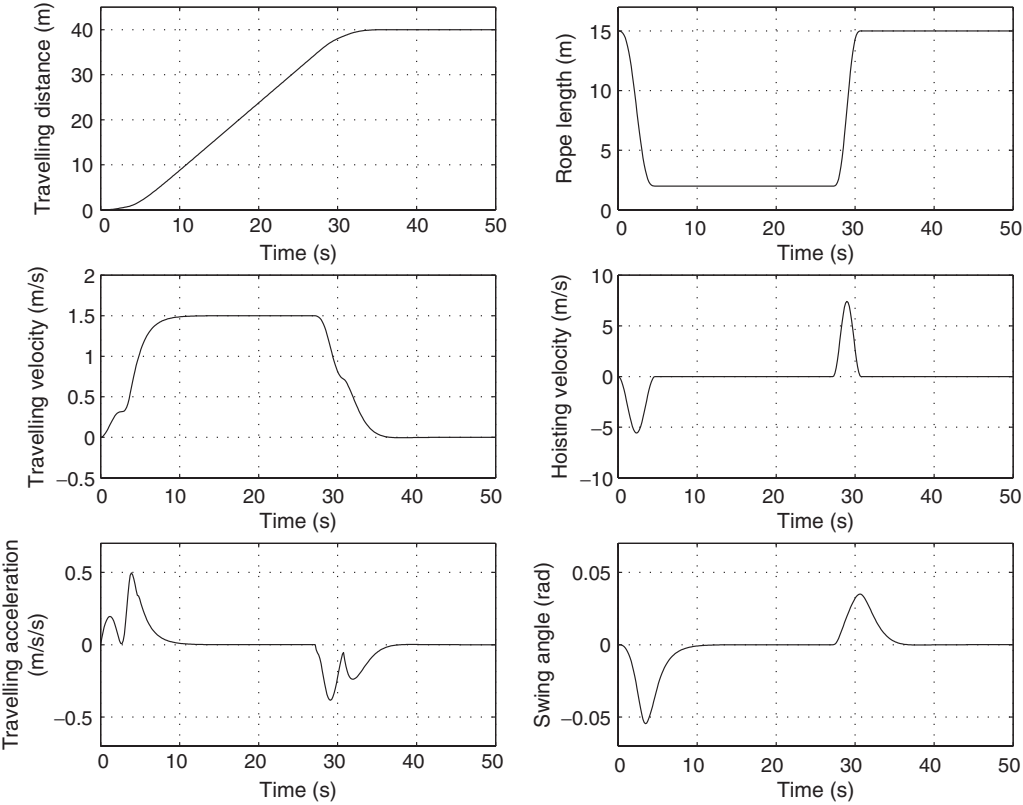 Travelling distance (m)
40
30
20
10
0
0 10 20 30 40 50
Time (s)
Rope length (m)
15
10
5
0
0 10 20 30 40 50
Time (s)
Travelling velocity (m/s)
2
1.5
1
0.5
0
−0.5
0 10 20 30 40 50
Time (s)
Hoisting velocity (m/s)
10
5
0
−5
−10
0 10 20 30 40 50
Time (s)
Travelling acceleration
(m/s/s)
0.5
0
−0.5
0 10 20 30 40 50
Time (s)
Swing angle (rad)
0.05
0
−0.05
0 10 20 30 40 50
Time (s)